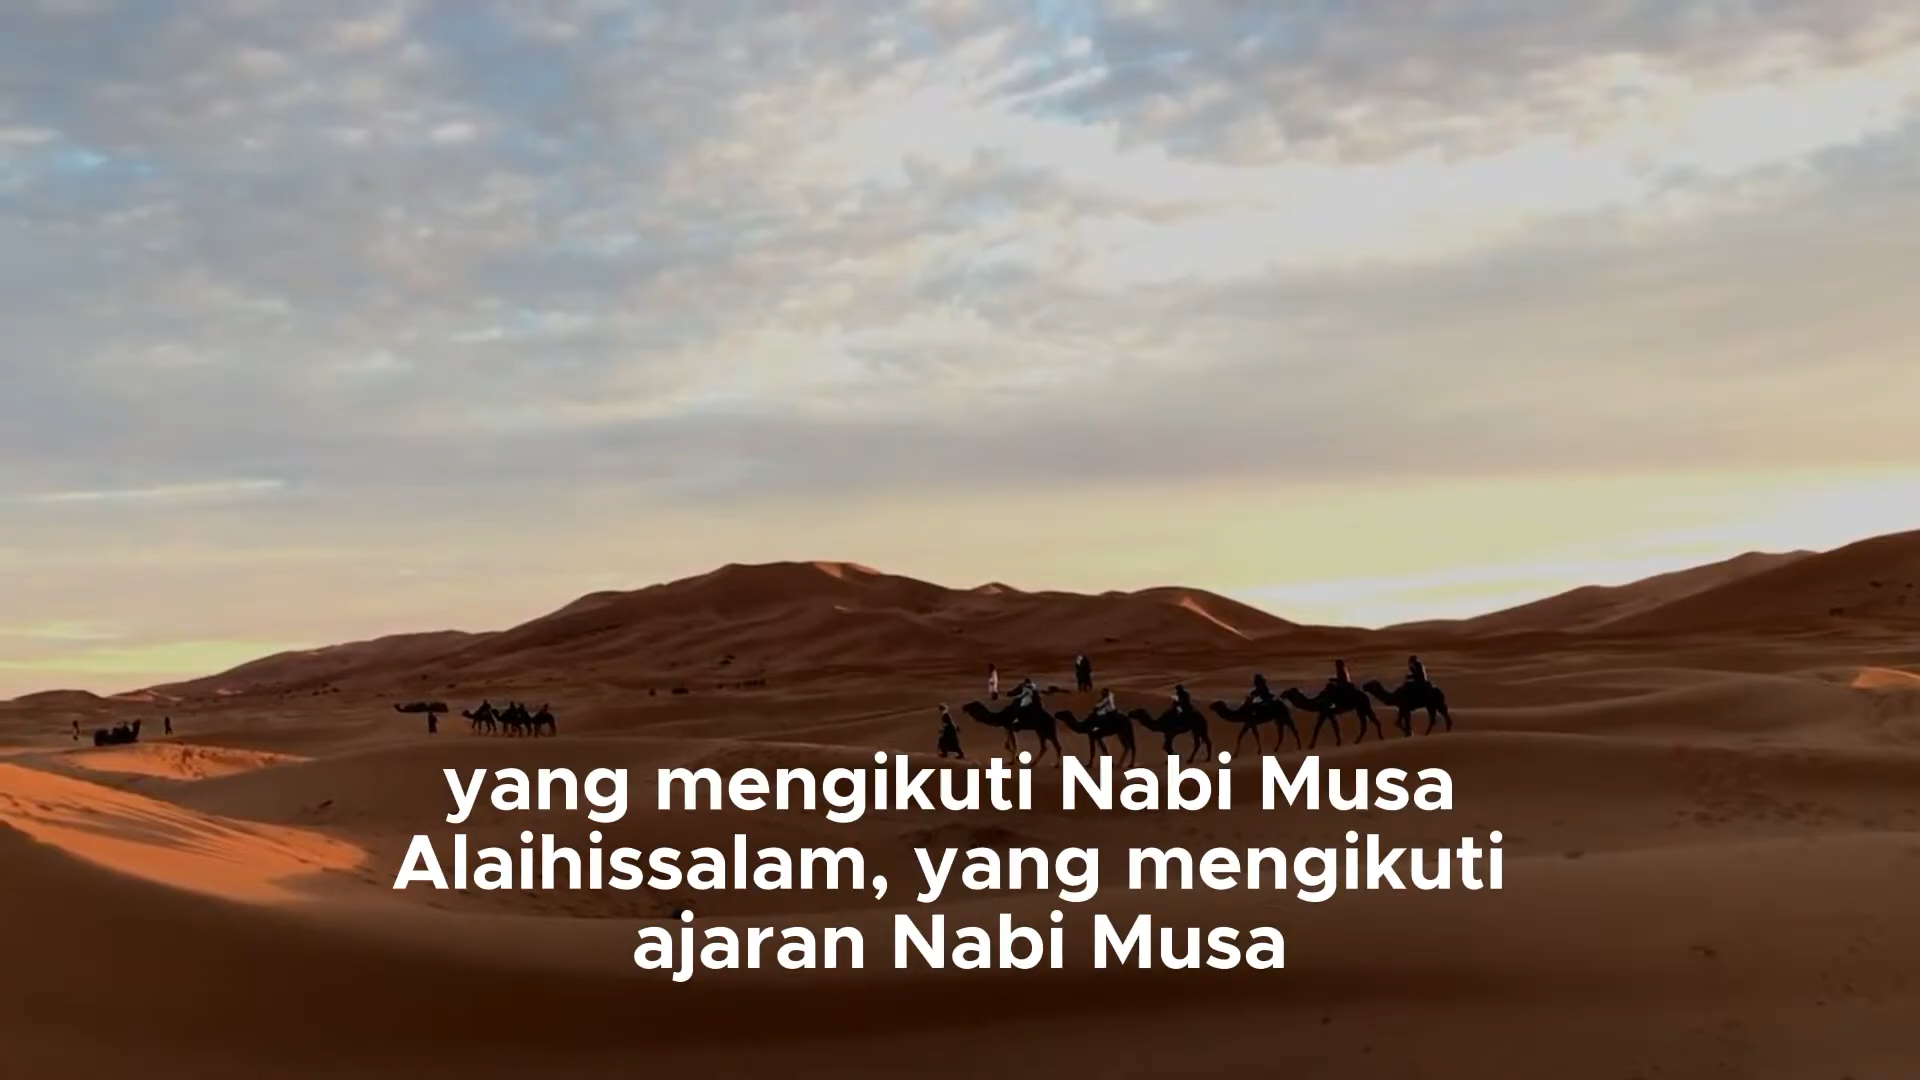 yang mengikuti Nabi Musa
Alaihissalam, yang mengikuti
ajaran Nabi Musa